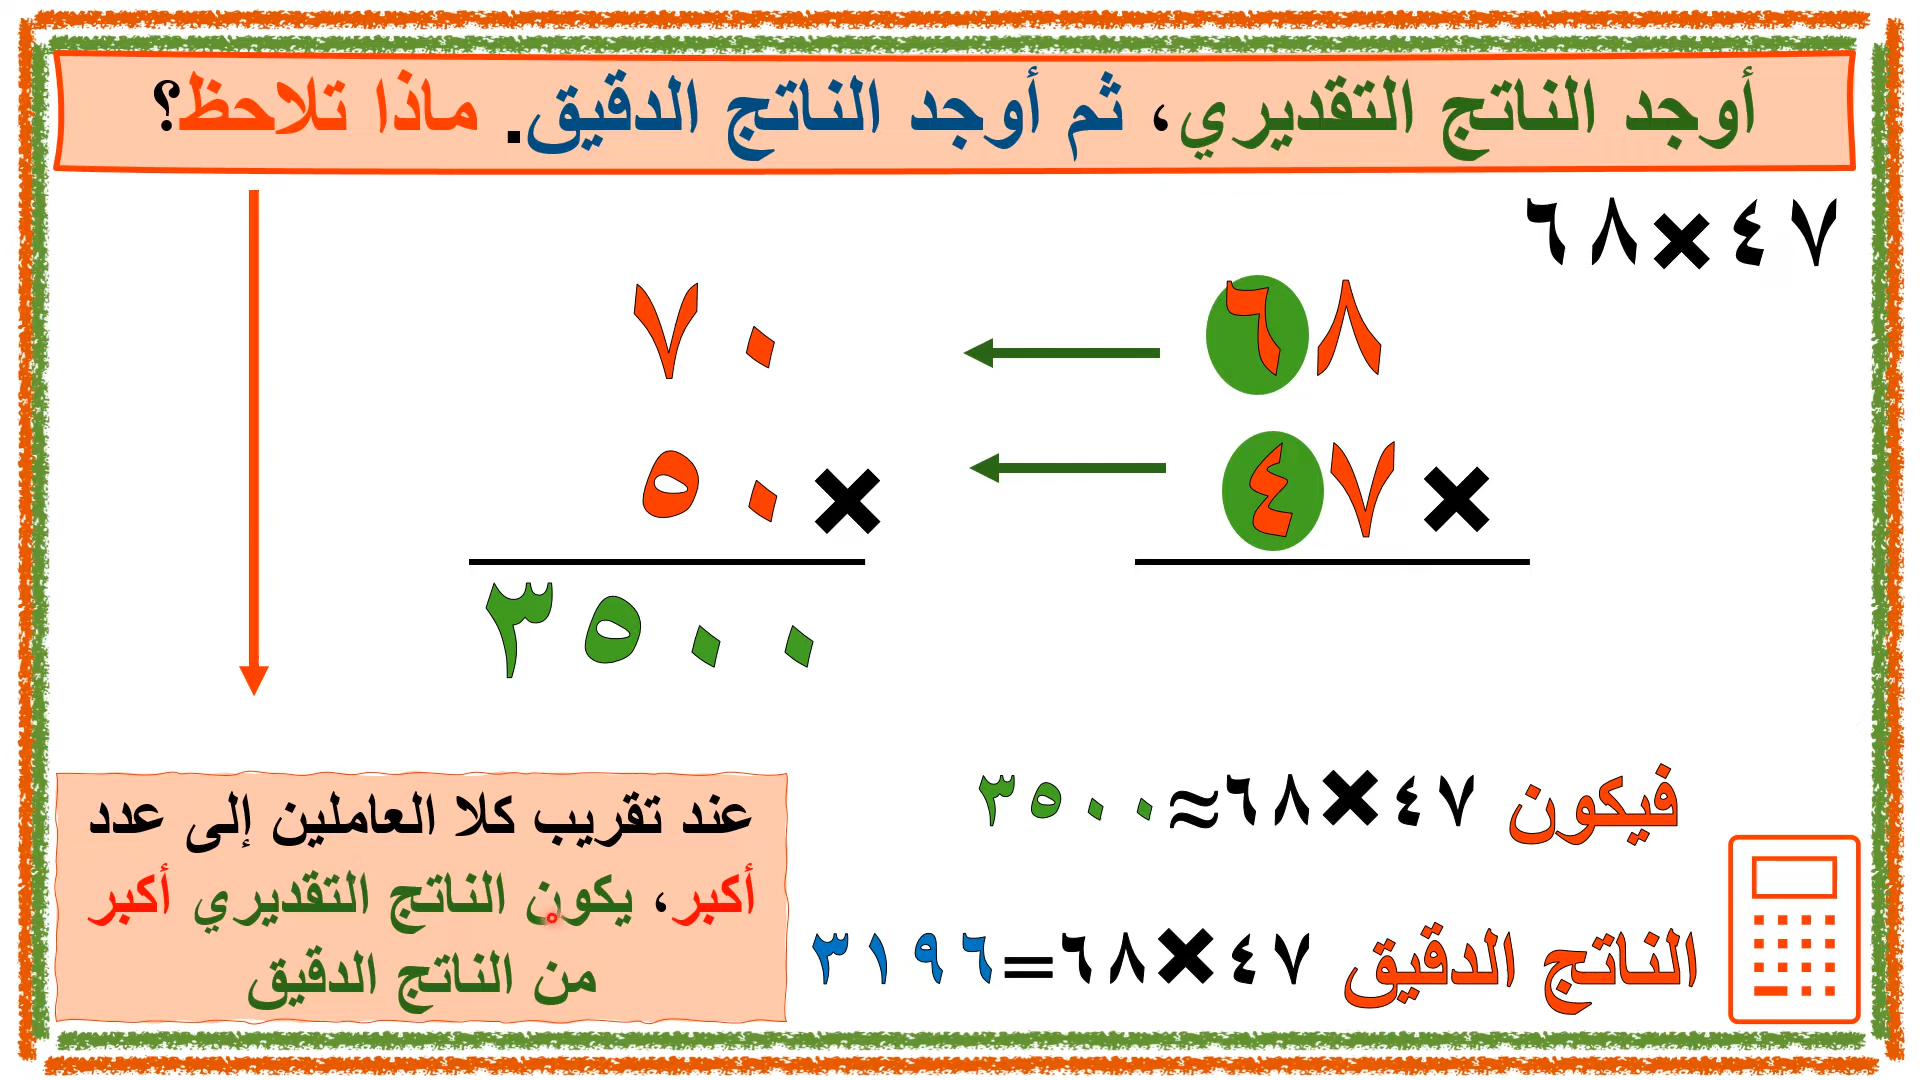 أوجد الناتج التقديري، ثم أوجد الناتج الدقيق. ماذا تلاحظ؟
٤٧×٦٨
٦٨
٧٠
٤٧ ×
٥٠ ×
٣٥٠٠
فيكون ٤٧×٦٨≈٣٥٠٠
الناتج الدقيق ٤٧×٦٨=٣١٩٦
عند تقريب كلا العاملين إلى عدد
أكبر، يكون الناتج التقديري أكبر
من الناتج الدقيق